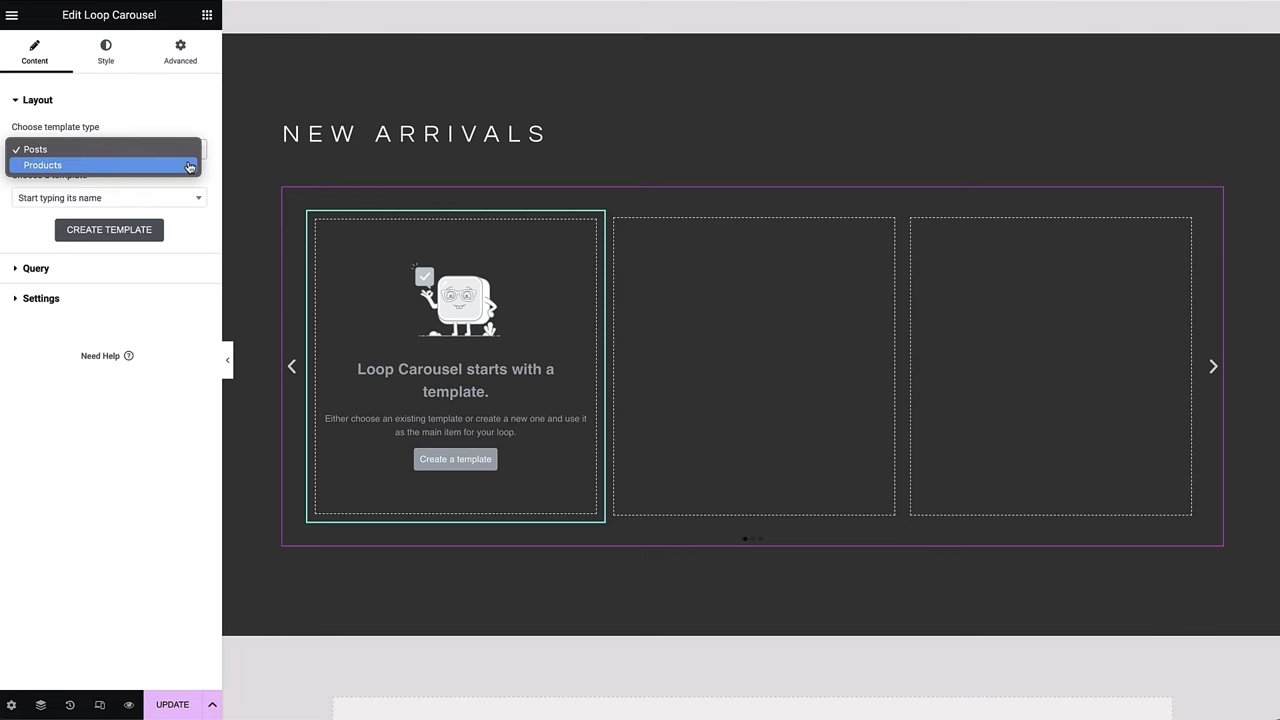 Edit Loop Carousel
Content
Style
Advanced
Layout
Choose template type
Posts
Products
Start typing its name
CREATE TEMPLATE
Query
Settings
Need Help
UPDATE
NEW ARRIVALS
Loop Carousel starts with a
template.
Either choose an existing template or create a new one and use it
as the main item for your loop.
Create a template